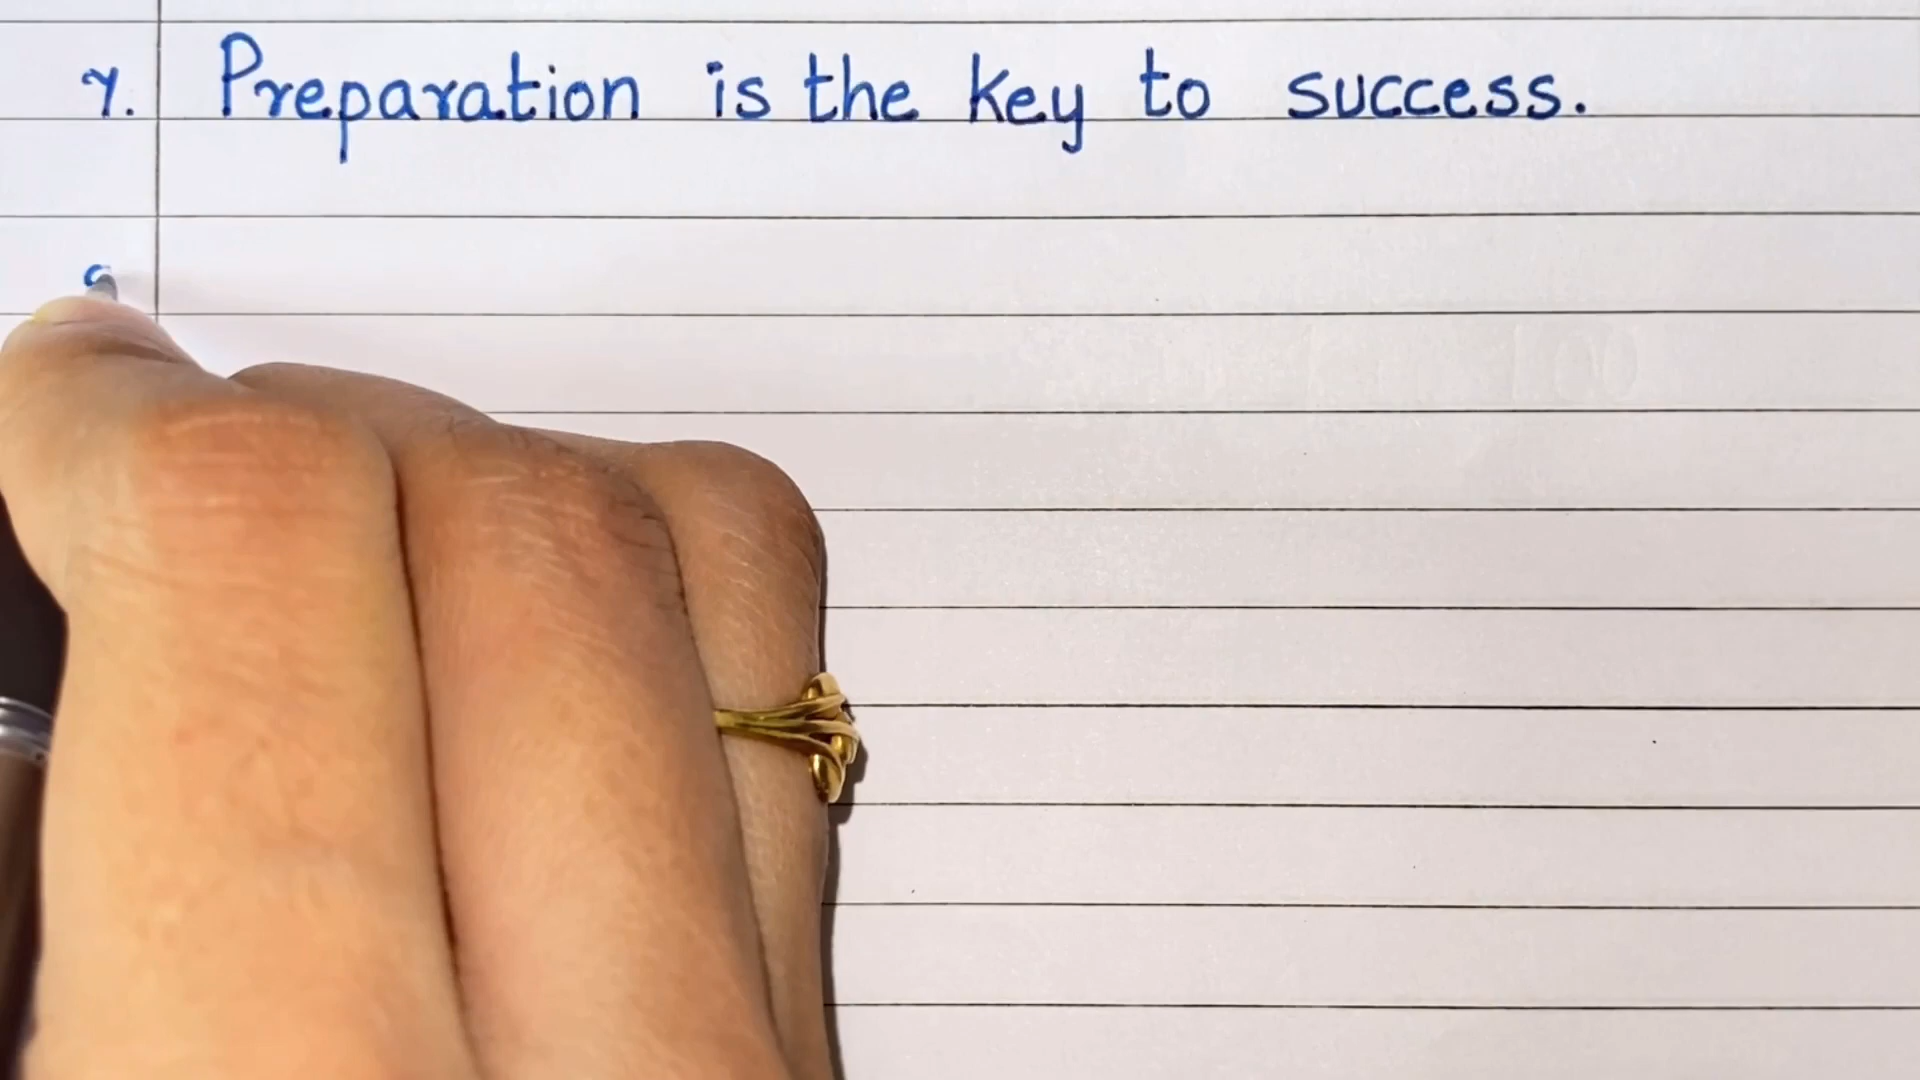 7. Preparation is the key to success.